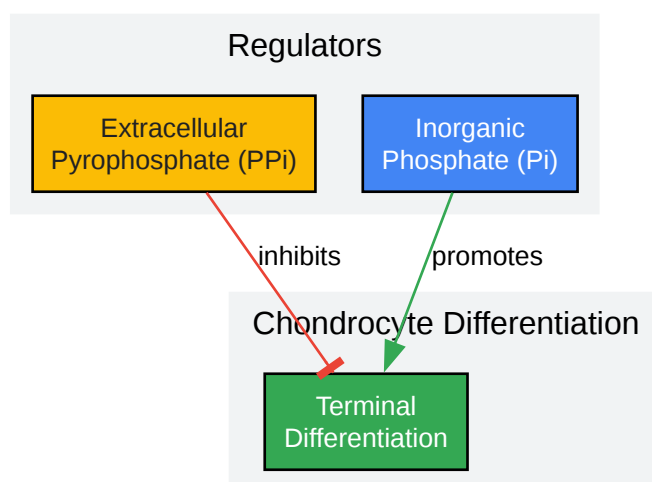 Regulators
Extracellular
Pyrophosphate (PPi)
Inorganic
Phosphate (Pi)
inhibits
promotes
Chondrocyte Differentiation
Terminal
Differentiation